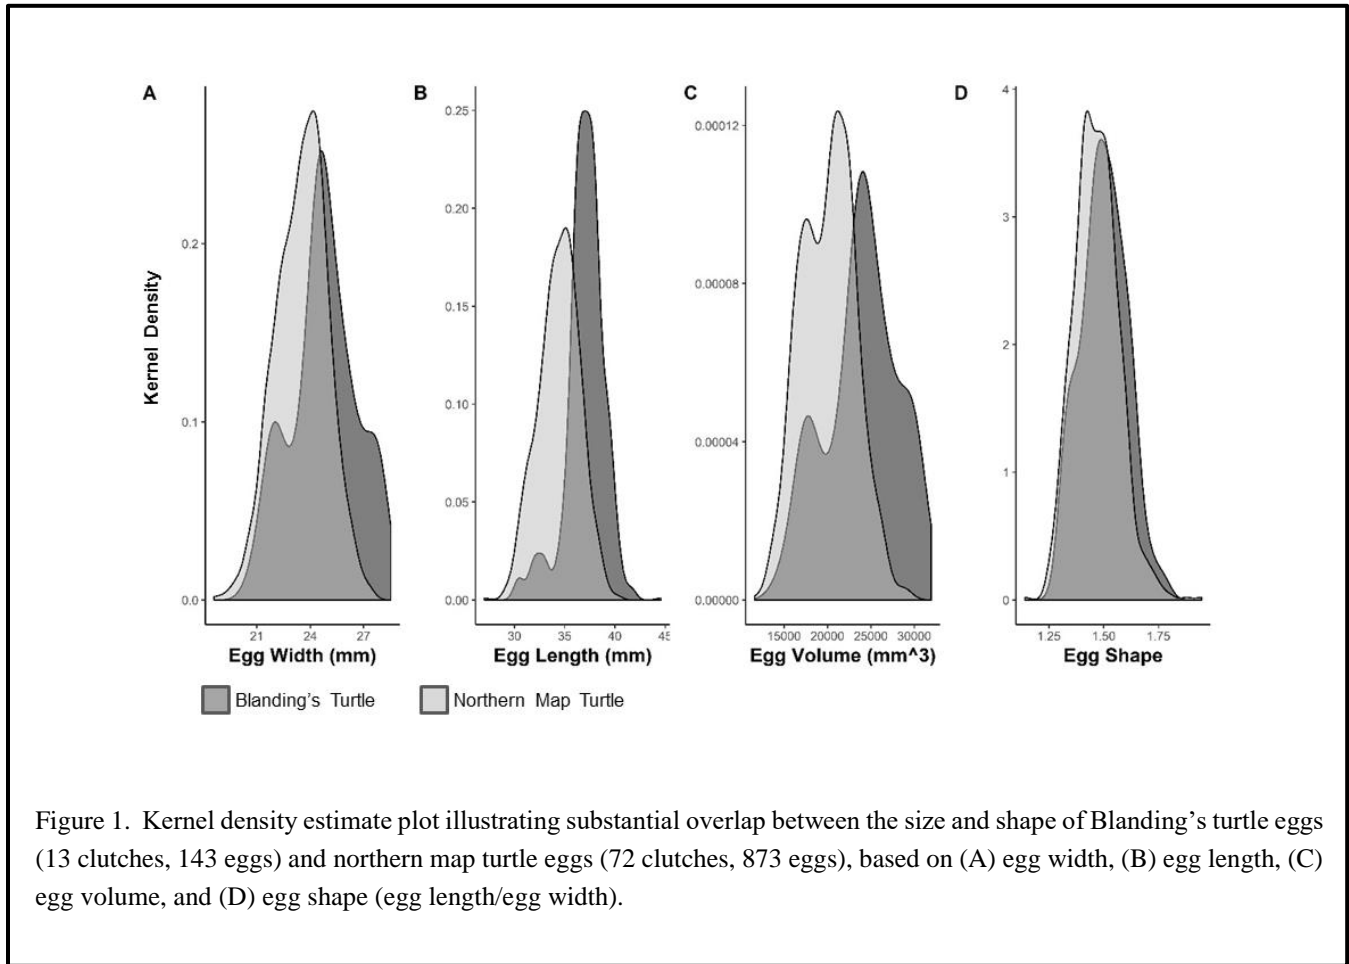 A
B
C
D
Kernel Density
0.2
0.1
0.0
21
24
27
Egg Width (mm)
0.25
0.20
0.15
0.10
0.05
0.00
30
35
40
45
Egg Length (mm)
0.00012
0.00008
0.00004
0.00000
15000
20000
25000
30000
Egg Volume (mm^3)
4
3
2
1
0
1.25
1.50
1.75
Egg Shape
Blanding's Turtle
Northern Map Turtle
Figure 1. Kernel density estimate plot illustrating substantial overlap between the size and shape of Blanding's turtle eggs
(13 clutches, 143 eggs) and northern map turtle eggs (72 clutches, 873 eggs), based on (A) egg width, (B) egg length, (C)
egg volume, and (D) egg shape (egg length/egg width).